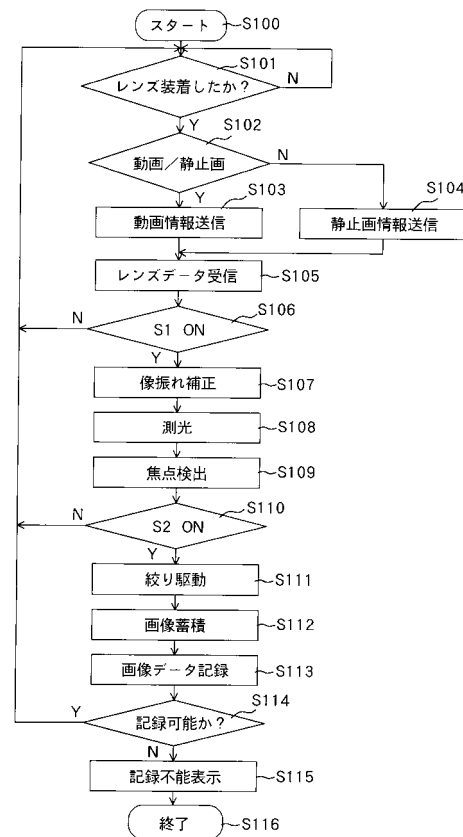 スタート
S100
S101
レンズ装着したか？
N
Y
S102
動画／静止画
N
Y
S103
動画情報送信
S104
静止画情報送信
レンズデータ受信
S105
S106
N
S1 ON
Y
像振れ補正
S107
測光
S108
焦点検出
S109
S110
N
S2 ON
Y
絞り駆動
S111
画像蓄積
S112
画像データ記録
S113
S114
Y
記録可能か？
N
記録不能表示
S115
終了
S116